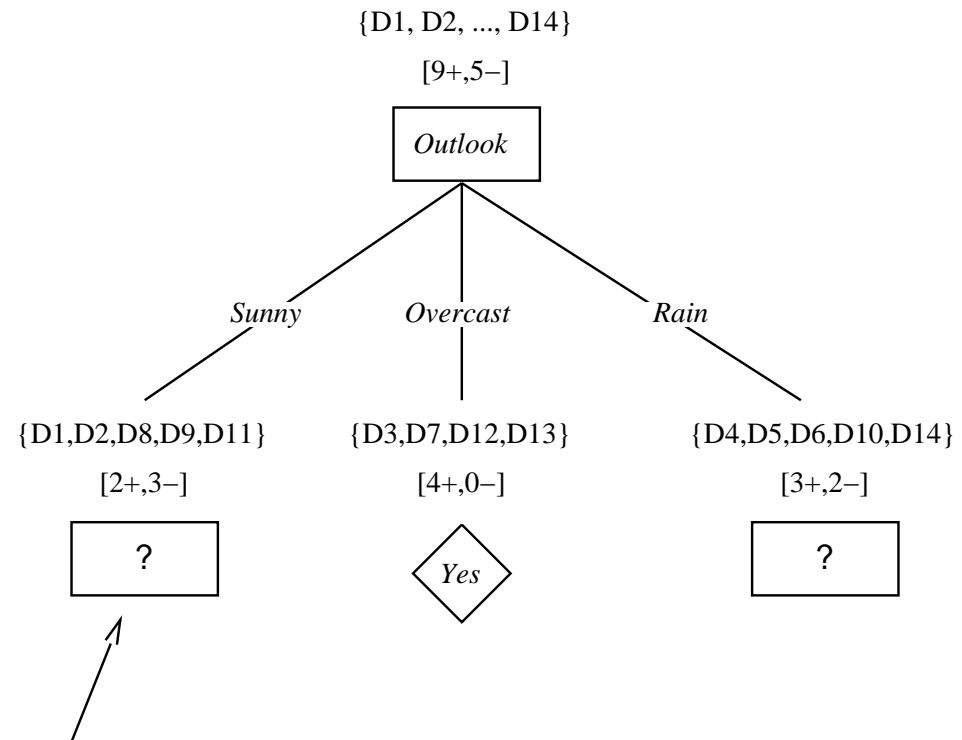 {D1, D2, ..., D14}
[9+,5−]
Outlook
Sunny Overcast Rain
{D1,D2,D8,D9,D11} {D3,D7,D12,D13} {D4,D5,D6,D10,D14}
[2+,3−] [4+,0−] [3+,2−]
? Yes ?